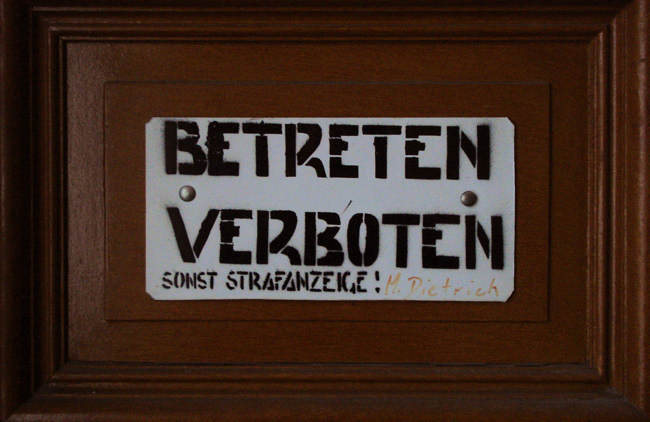 BETRETEN
VERBOTEN
SONST STRAFANZEIGE! M. Dietrich